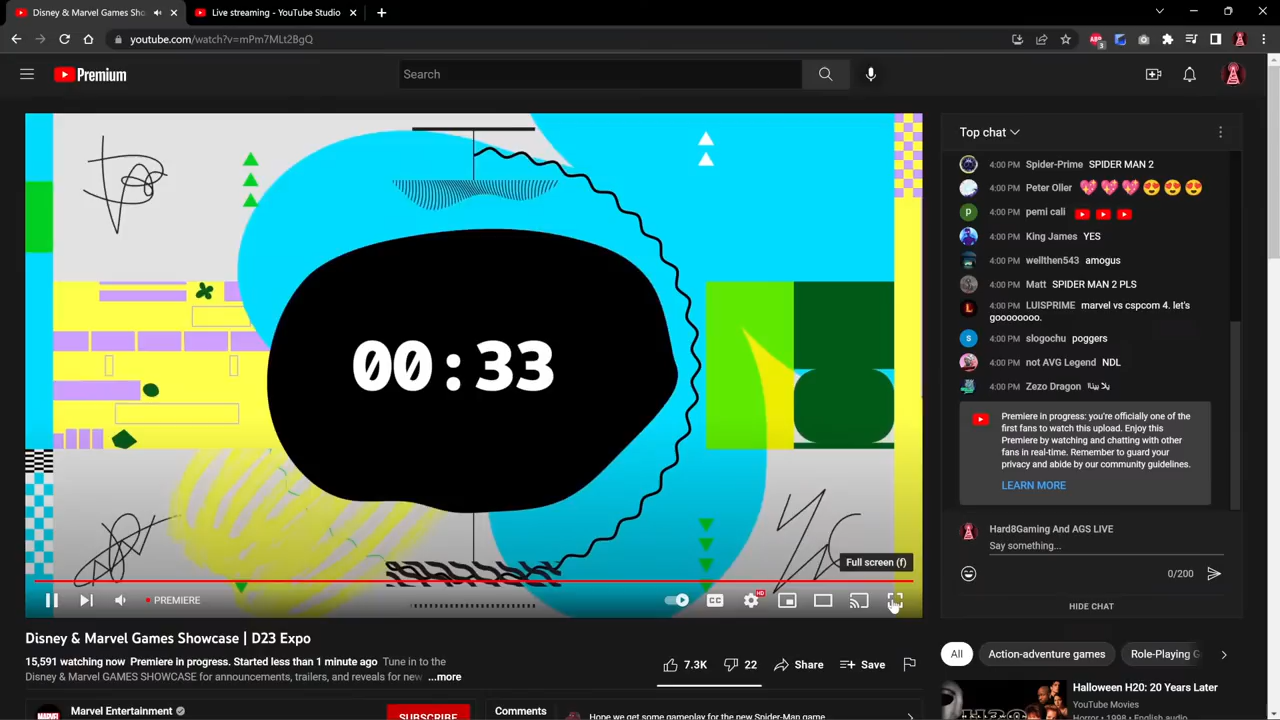 Disney & Marvel Games Sho
Live streaming - YouTube Studio
youtube.com/watch?v=mPm7MLt2BgQ
Premium
Search
00:33
Full screen (f)
PREMIERE
CC
HD
Disney & Marvel Games Showcase | D23 Expo
15,591 watching now Premiere in progress. Started less than 1 minute ago Tune in to the
Disney & Marvel GAMES SHOWCASE for announcements, trailers, and reveals for new ...more
7.3K
22
Share
Save
Marvel Entertainment
SUBSCRIBE
Comments
Hope we get some gameplay for the new Spider-Man game
Top chat
4:00 PM Spider-Prime SPIDER MAN 2
4:00 PM Peter Oller 💖💖💖😍😍😍
4:00 PM pemi cali
4:00 PM King James YES
4:00 PM wellthen543 amogus
4:00 PM Matt SPIDER MAN 2 PLS
4:00 PM LUISPRIME marvel vs cspcom 4. let's
gooooooo.
4:00 PM slogochu poggers
4:00 PM not AVG Legend NDL
4:00 PM Zezo Dragon
Premiere in progress: you're officially one of the
first fans to watch this upload. Enjoy this
Premiere by watching and chatting with other
fans in real-time. Remember to guard your
privacy and abide by our community guidelines.
LEARN MORE
Hard8Gaming And AGS LIVE
Say something...
0/200
HIDE CHAT
All
Action-adventure games
Role-Playing G
Halloween H20: 20 Years Later
YouTube Movies
Horror • 1998 • English audio